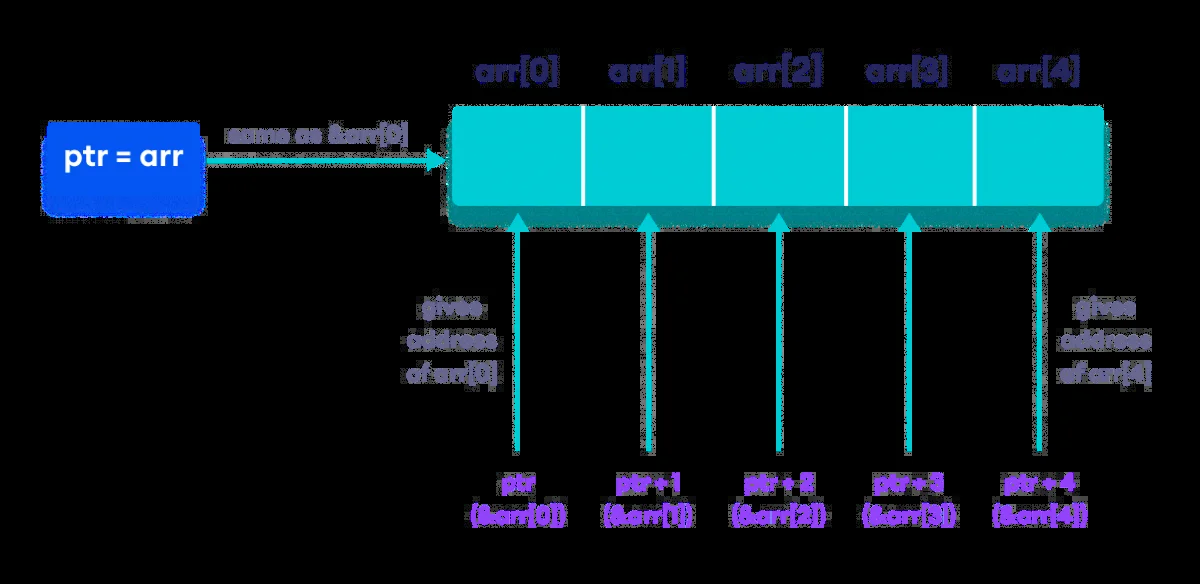 arr[0] arr[1] arr[2] arr[3] arr[4]
ptr = arr
same as &arr[0]
gives
address
of arr[0]
gives
address
of arr[4]
ptr ptr + 1 ptr + 2 ptr + 3 ptr + 4
(&arr[0]) (&arr[1]) (&arr[2]) (&arr[3]) (&arr[4])